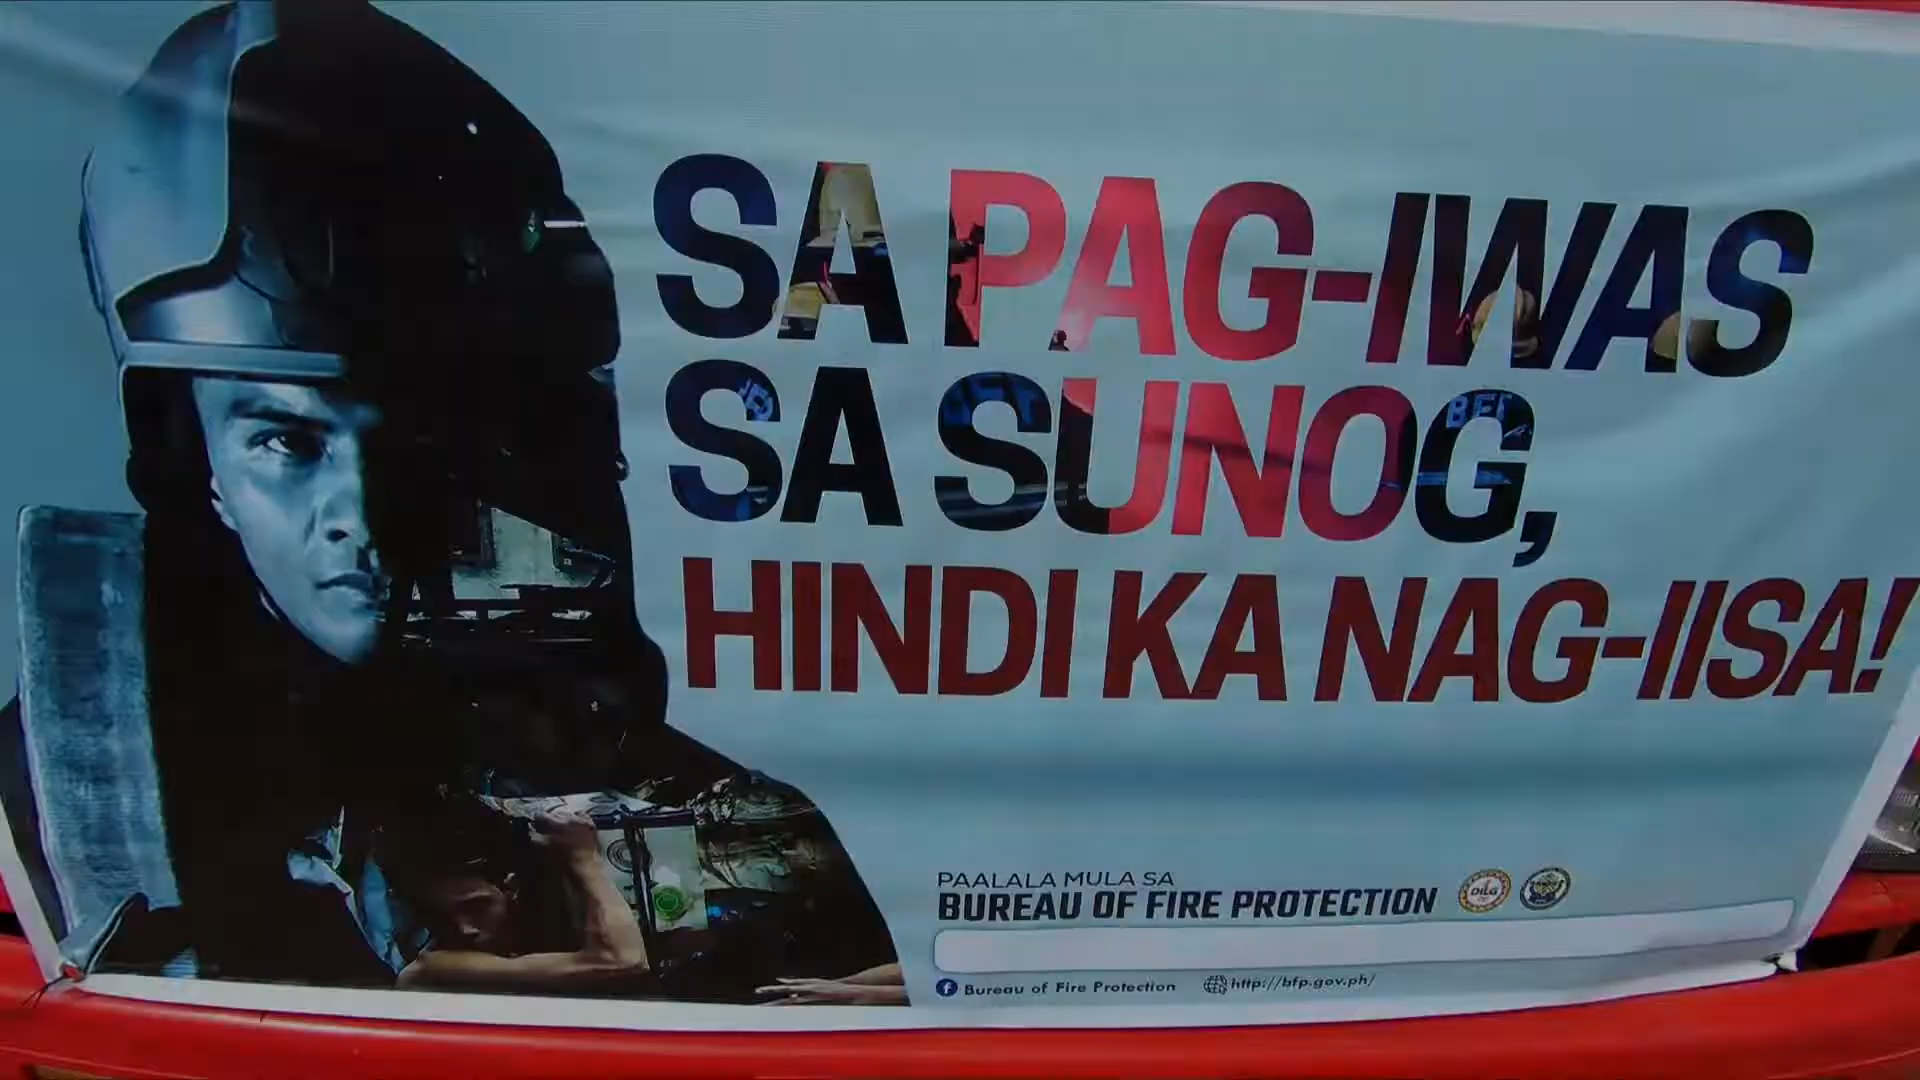 SA PAG-IWAS
SA SUNOG,
HINDI KA NAG-IISA!
PAALALA MULA SA
BUREAU OF FIRE PROTECTION
DILG
Bureau of Fire Protection
http://bfp.gov.ph/